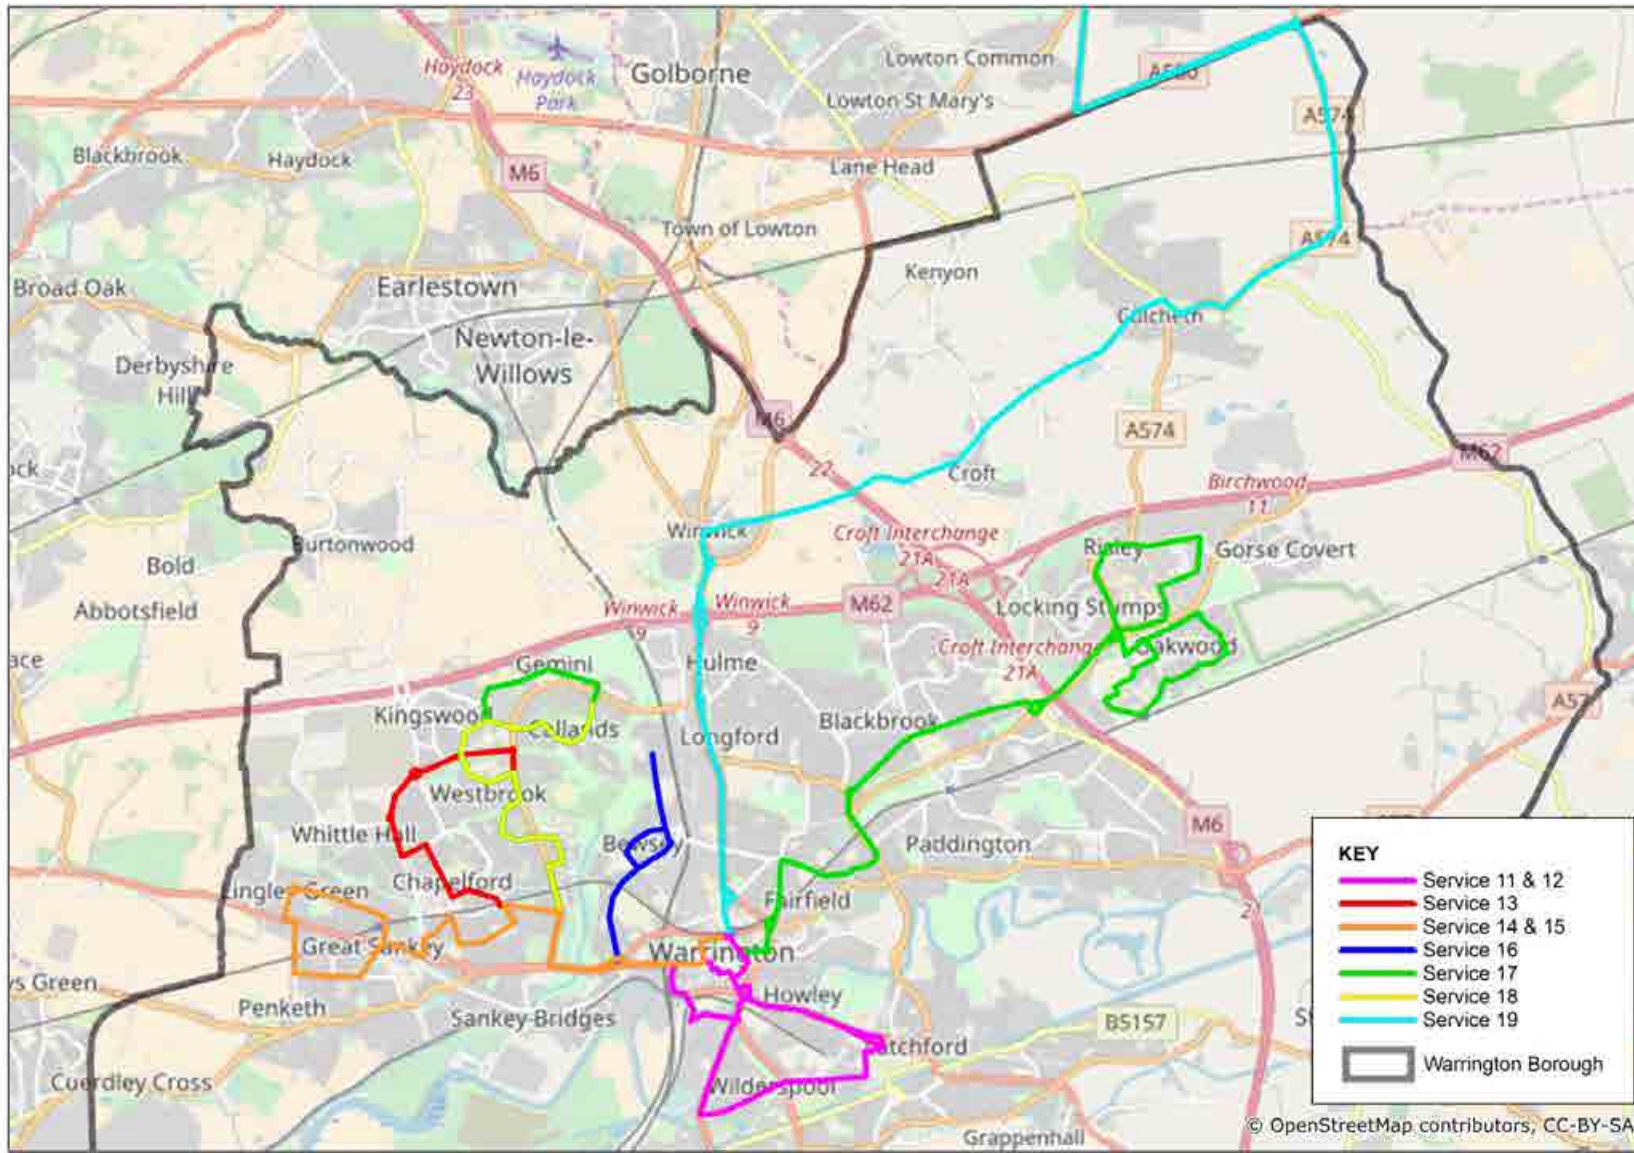 Haydock
23
Haydock
Park
Golborne
Lowton Common
A580
Lowton St Mary's
A574
Blackbrook
Haydock
Lane Head
M6
Town of Lowton
A574
Kenyon
Broad Oak
Earlestown
Culcheth
Newton-le-
Willows
Derbyshire
Hill
M6
A574
M62
22
Croft
Birchwood
11
Winwick
Croft Interchange
21A
21A
Burtonwood
Risley
Gorse Covert
Bold
Abbotsfield
Winwick
9
Winwick
9
M62
Locking Stumps
Croft Interchange
21A
Oakwood
Gemini
Hulme
A57
Kingswood
Callands
Longford
Blackbrook
Westbrook
M6
Whittle Hall
Bewsey
Paddington
Lingley Green
Chapelford
Fairfield
Great Sankey
Warrington
ys Green
Penketh
Sankey Bridges
Howley
B5157
Latchford
Cuerdley Cross
Wilderspool
Grappenhall
KEY
Service 11 & 12
Service 13
Service 14 & 15
Service 16
Service 17
Service 18
Service 19
Warrington Borough
© OpenStreetMap contributors, CC-BY-SA